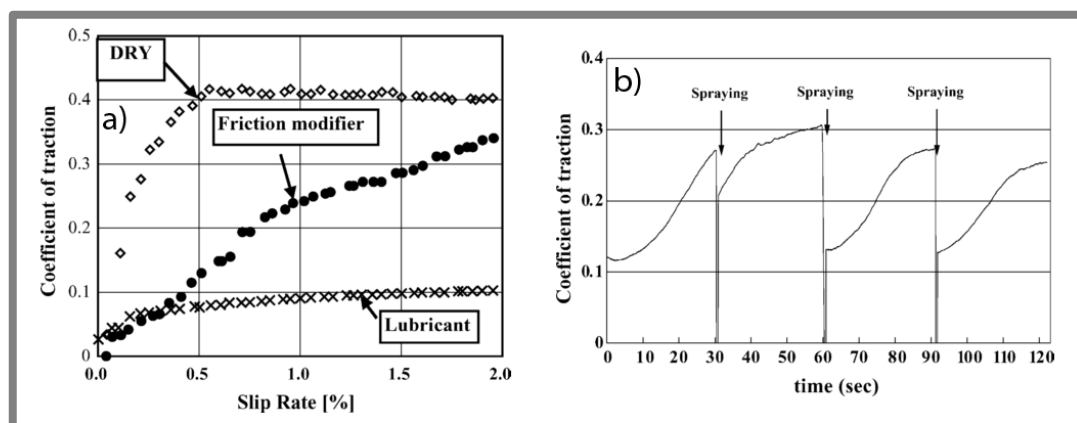 a)
DRY
Friction modifier
Lubricant
Coefficient of traction
0.5
0.4
0.3
0.2
0.1
0
0.0 0.5 1.0 1.5 2.0
Slip Rate [%]
b)
Spraying Spraying Spraying
Coefficient of traction
0.4
0.3
0.2
0.1
0
0 10 20 30 40 50 60 70 80 90 100 110 120
time (sec)